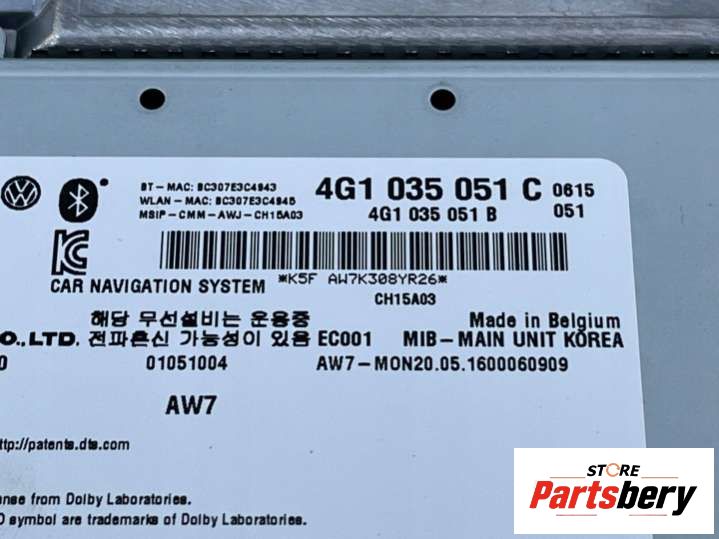 BT-MAC: 8C307E3C4943
4G1 035 051 C 0615
WLAN-MAC: 8C307E3C4945
4G1 035 051 B 051
MSIP-CMM-AWJ-CH15A03
*K5F AW7K308YR26*
CAR NAVIGATION SYSTEM
CH15A03
해당 무선설비는 운용중 Made in Belgium
O.,LTD. 전파혼신 가능성이 있음 EC001 MIB-MAIN UNIT KOREA
0 01051004 AW7-MON20.05.1600060909
AW7
http://patents.dts.com
ense from Dolby Laboratories.
D symbol are trademarks of Dolby Laboratories.
STORE
Partsbery